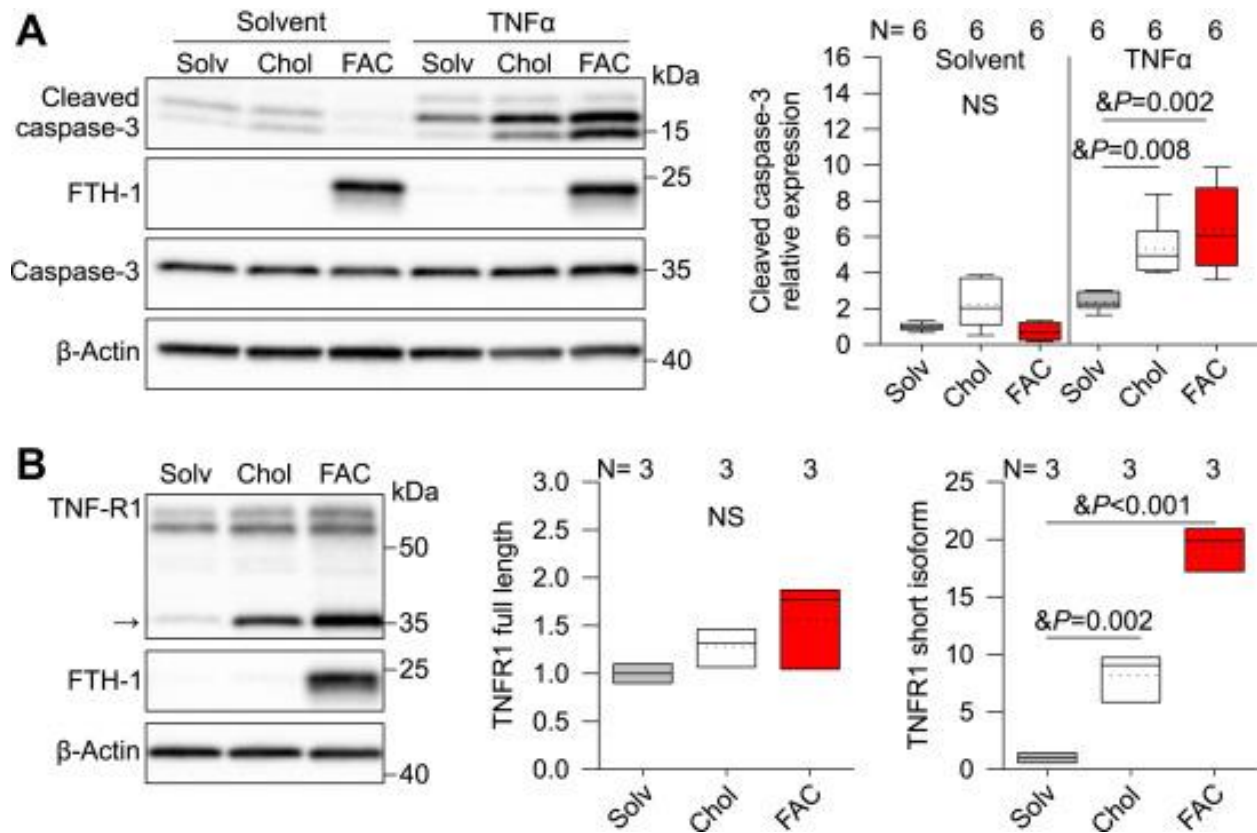 A
Solvent TNFα
Solv Chol FAC Solv Chol FAC kDa
Cleaved
caspase-3
15
FTH-1
25
Caspase-3
35
β-Actin
40
N= 6 6 6 6 6 6
Solvent TNFα
NS
&P=0.002
&P=0.008
Cleaved caspase-3
relative expression
16
14
12
10
8
6
4
2
0
Solv Chol FAC Solv Chol FAC
B
Solv Chol FAC kDa
TNF-R1
50
→ 35
FTH-1
25
β-Actin
40
N= 3 3 3
NS
TNFR1 full length
3.0
2.5
2.0
1.5
1.0
0.5
0.0
Solv Chol FAC
N= 3 3 3
&P<0.001
&P=0.002
TNFR1 short isoform
25
20
15
10
5
0
Solv Chol FAC